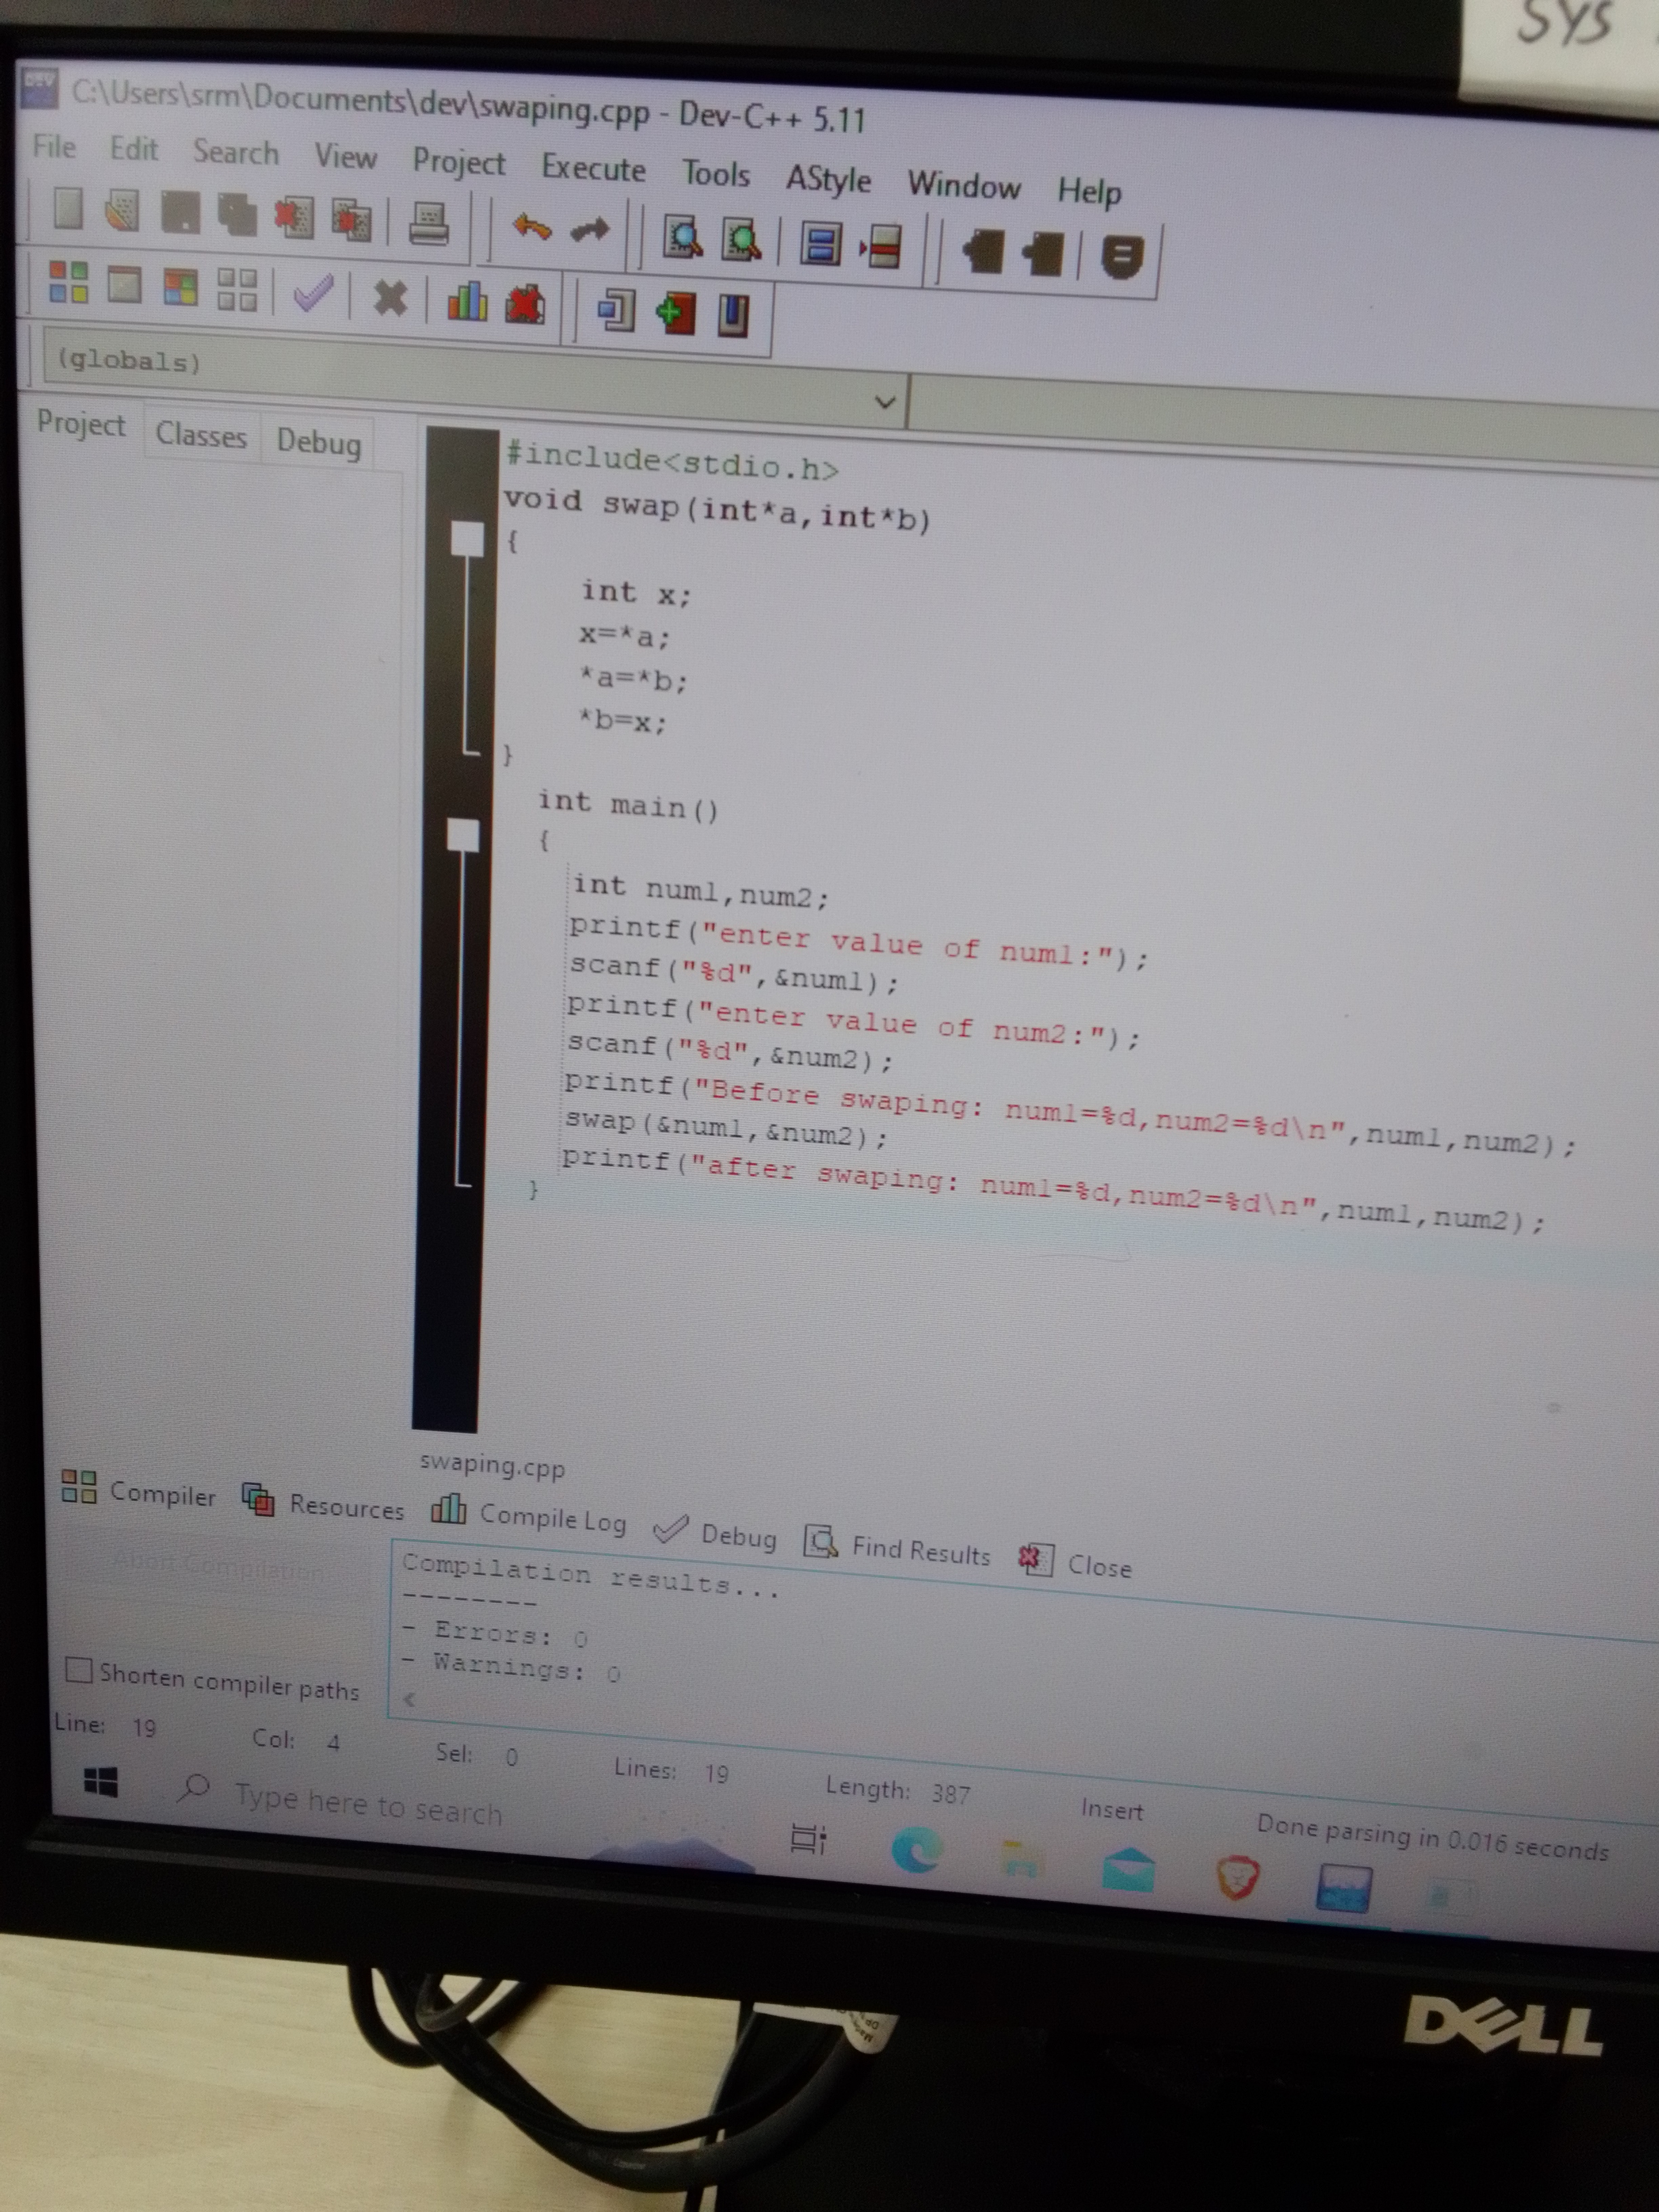 SYS
DEV C:\Users\srm\Documents\dev\swaping.cpp - Dev-C++ 5.11
File Edit Search View Project Execute Tools AStyle Window Help
(globals)
Project Classes Debug
#include<stdio.h>
void swap(int*a,int*b)
{
int x;
x=*a;
*a=*b;
*b=x;
}
int main()
{
int num1,num2;
printf("enter value of num1:");
scanf("%d",&num1);
printf("enter value of num2:");
scanf("%d",&num2);
printf("Before swaping: num1=%d,num2=%d\n",num1,num2);
swap(&num1,&num2);
printf("after swaping: num1=%d,num2=%d\n",num1,num2);
}
swaping.cpp
Compiler Resources Compile Log Debug Find Results Close
Abort Compilation
Compilation results...
--------
- Errors: 0
- Warnings: 0
Shorten compiler paths
Line: 19 Col: 4 Sel: 0 Lines: 19 Length: 387 Insert Done parsing in 0.016 seconds
Type here to search
DELL